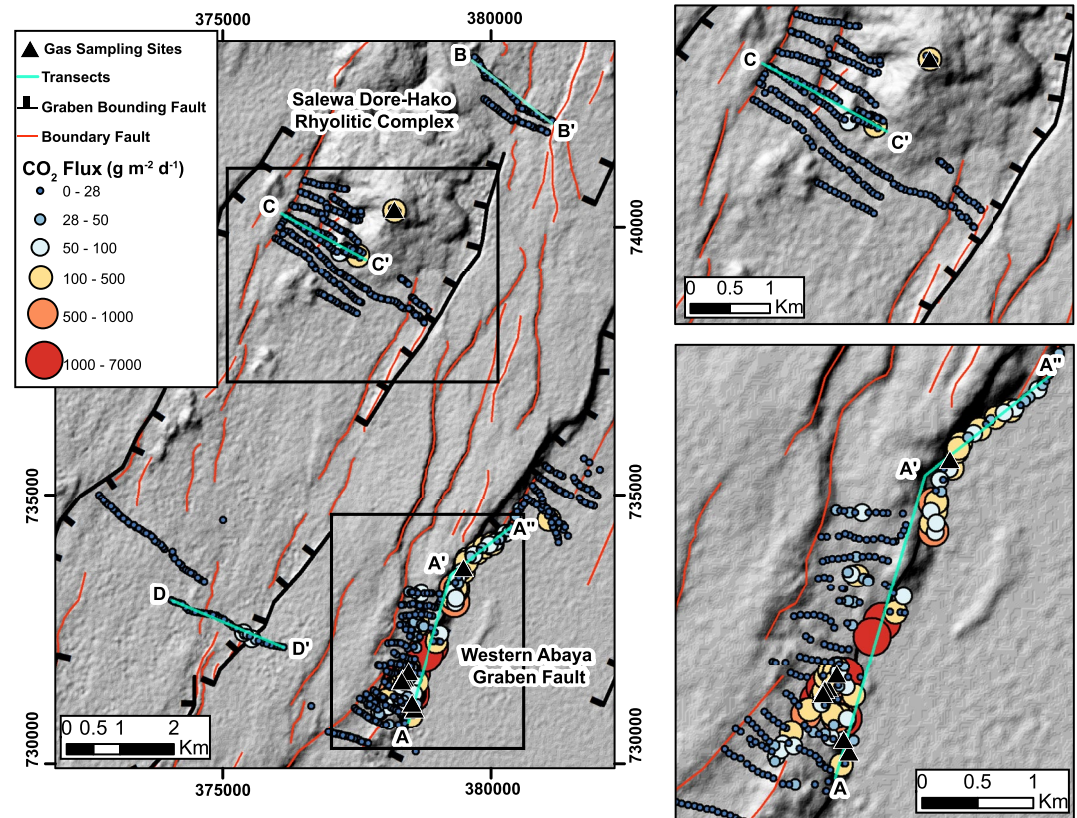 375000
380000
Gas Sampling Sites
Transects
Graben Bounding Fault
Boundary Fault
CO₂ Flux (g m⁻² d⁻¹)
0 - 28
28 - 50
50 - 100
100 - 500
500 - 1000
1000 - 7000
B
B'
Salewa Dore-Hako
Rhyolitic Complex
C
C'
740000
735000
735000
D
D'
A''
A'
A
Western Abaya
Graben Fault
730000
730000
0 0.5 1 2
Km
375000
380000
C
C'
0 0.5 1
Km
A''
A'
A
0 1 1
Km